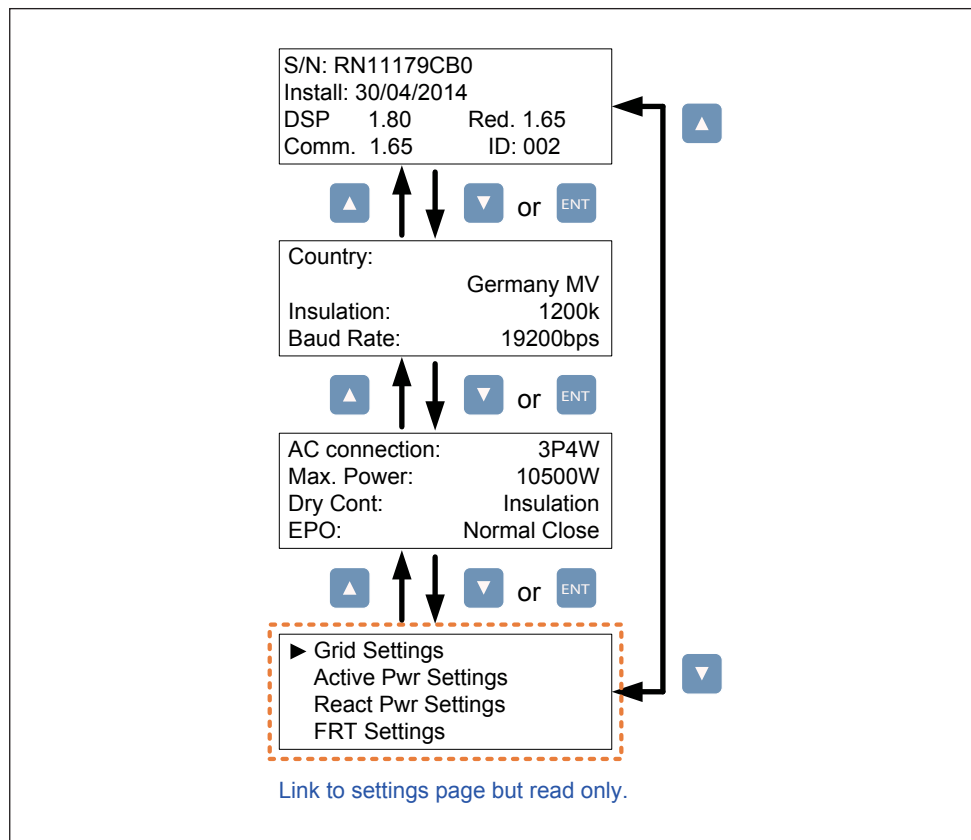 S/N: RN11179CB0
Install: 30/04/2014
DSP 1.80 Red. 1.65
Comm. 1.65 ID: 002
or ENT
Country:
Germany MV
Insulation: 1200k
Baud Rate: 19200bps
or ENT
AC connection: 3P4W
Max. Power: 10500W
Dry Cont: Insulation
EPO: Normal Close
or ENT
Grid Settings
Active Pwr Settings
React Pwr Settings
FRT Settings
Link to settings page but read only.